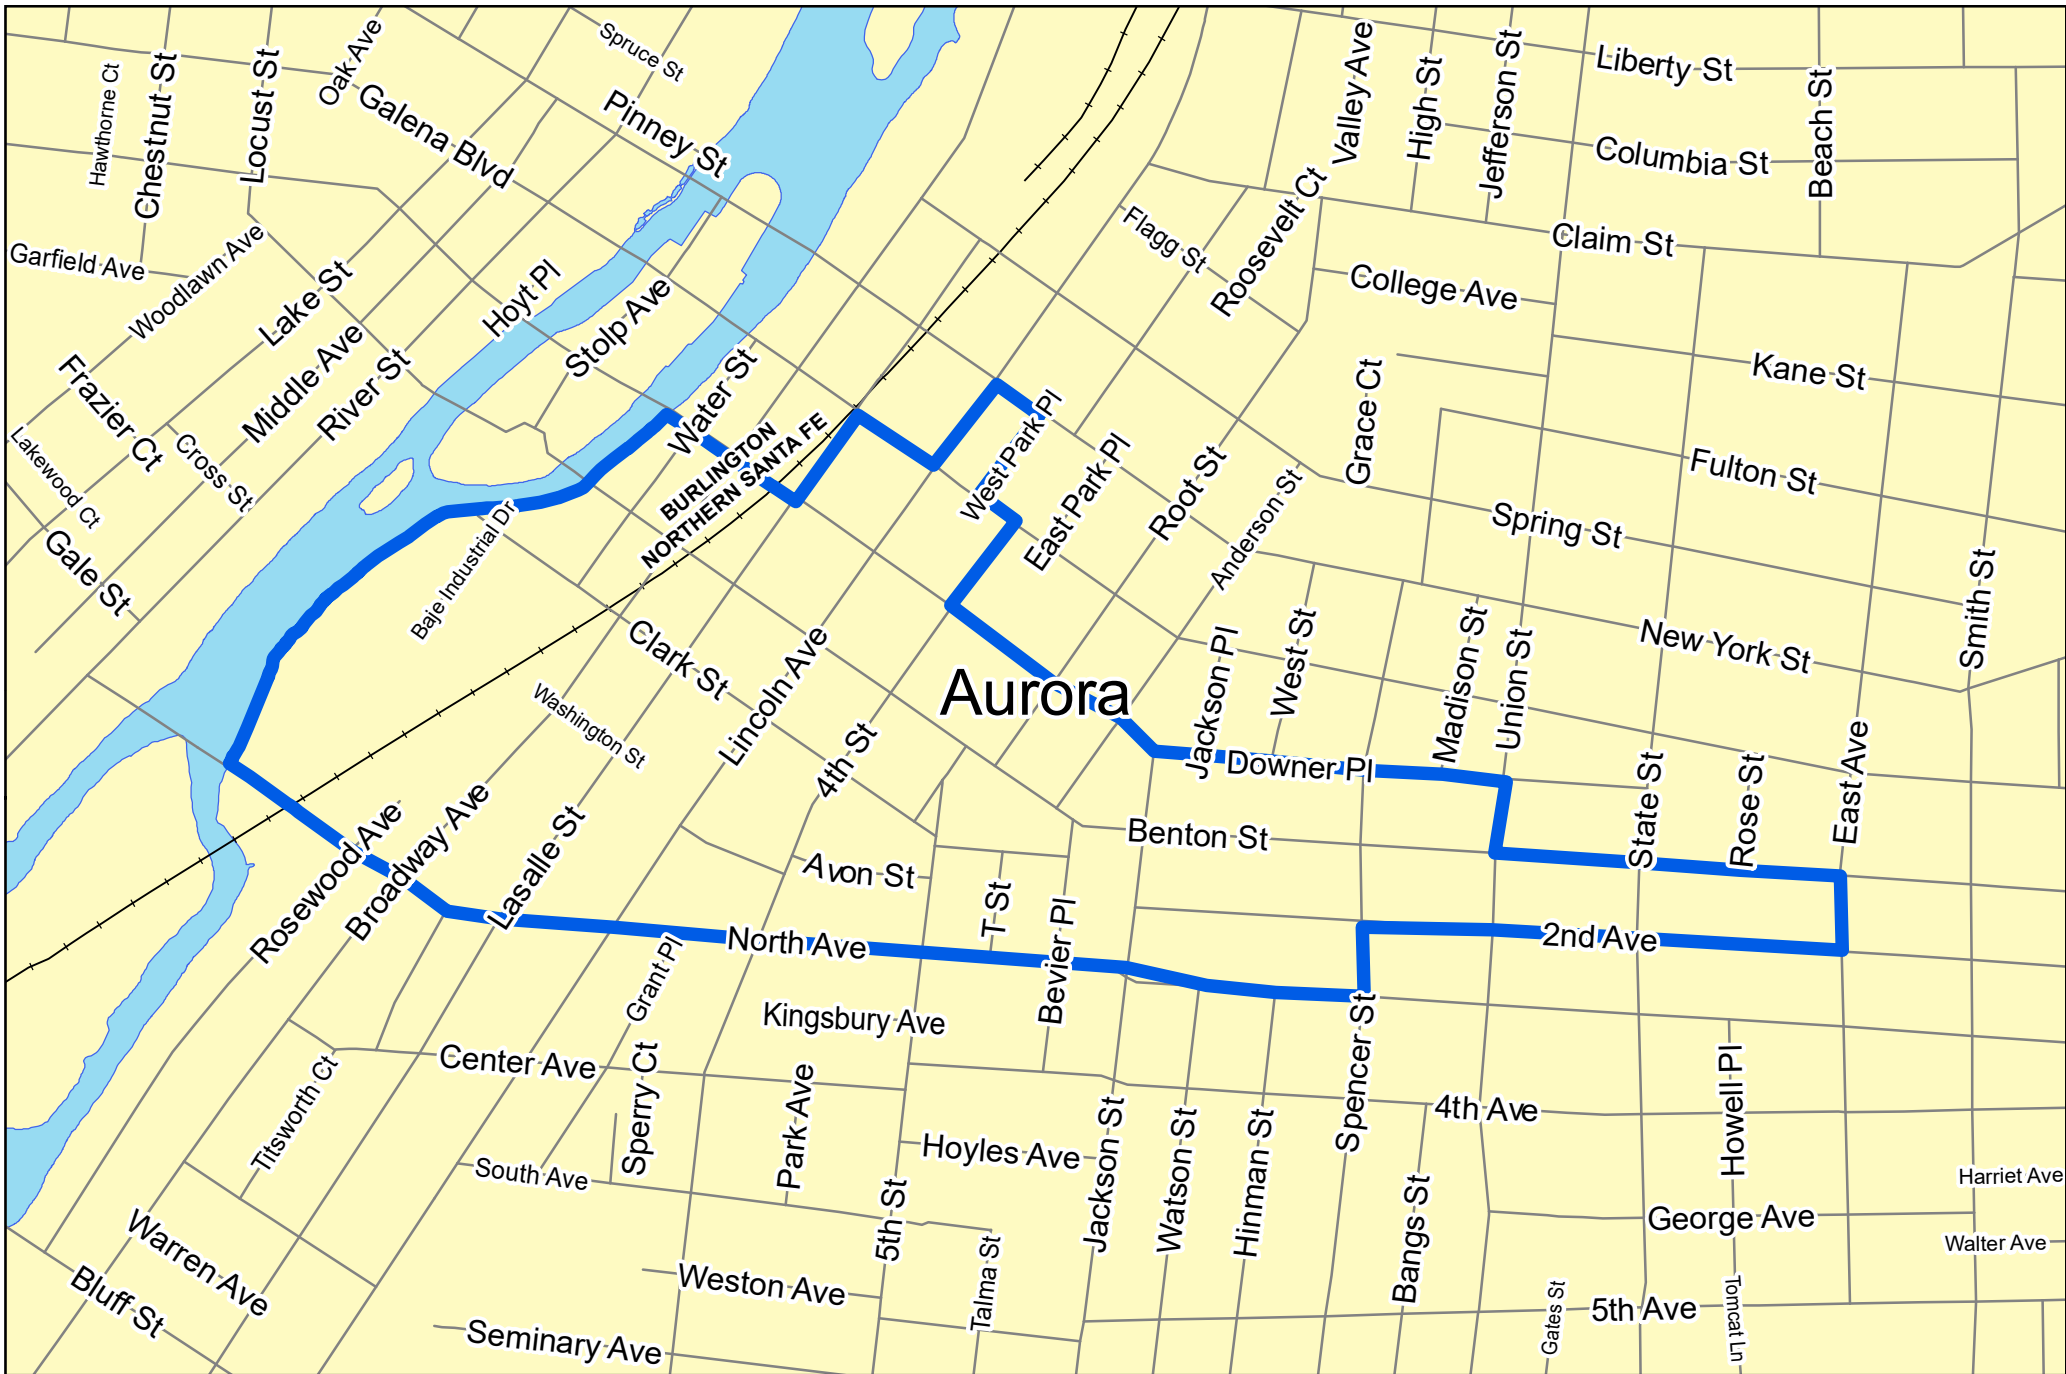 Spruce St
Oak Ave
Valley Ave
High St
Jefferson St
Liberty St
Beach St
Hawthorne Ct
Chestnut St
Locust St
Galena Blvd
Pinney St
Columbia St
Roosevelt Ct
Flagg St
Claim St
Garfield Ave
Woodlawn Ave
Lake St
Hoyt Pl
Stolp Ave
College Ave
Kane St
Frazier Ct
Middle Ave
River St
Water St
West Park Pl
East Park Pl
Root St
Grace Ct
Fulton St
Lakewood Ct
Cross St
BURLINGTON
NORTHERN SANTA FE
Anderson St
Spring St
Gale St
Baje Industrial Dr
Smith St
Clark St
Lincoln Ave
Aurora
Jackson Pl
West St
Madison St
Union St
New York St
Washington St
4th St
Downer Pl
State St
Rose St
East Ave
Rosewood Ave
Broadway Ave
Lasalle St
Avon St
Benton St
T St
Bevier Pl
North Ave
2nd Ave
Grant Pl
Kingsbury Ave
Spencer St
Titsworth Ct
Center Ave
Sperry Ct
Park Ave
4th Ave
Howell Pl
Hoyles Ave
Jackson St
Watson St
Hinman St
Bangs St
South Ave
5th St
Harriet Ave
George Ave
Walter Ave
Warren Ave
Bluff St
Weston Ave
Talma St
Gates St
5th Ave
Tomcat Ln
Seminary Ave